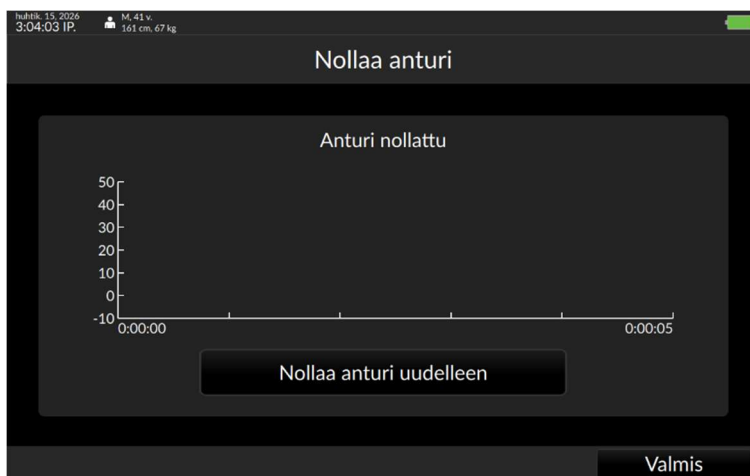 huhtik. 15, 2026
3:04:03 IP.
M, 41 v.
161 cm, 67 kg
Nollaa anturi
Anturi nollattu
50
40
30
20
10
0
-10
0:00:00
0:00:05
Nollaa anturi uudelleen
Valmis